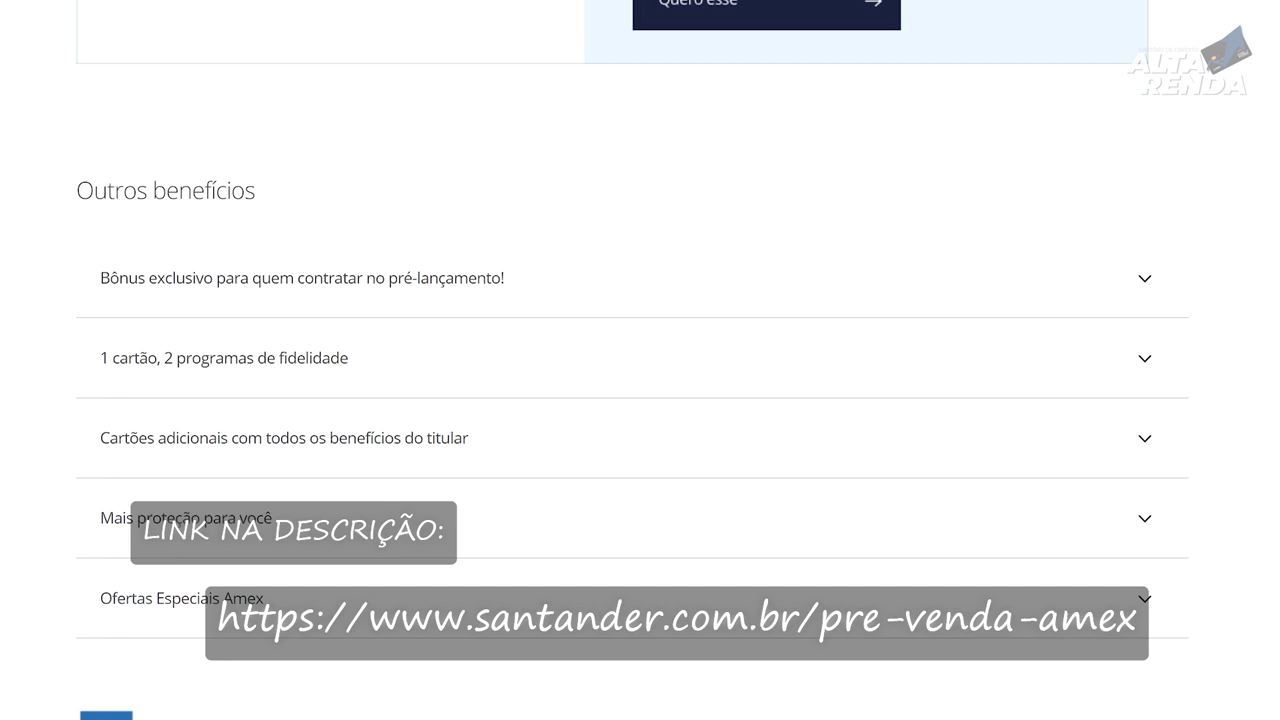 Quero esse
ALTA
RENDA
Outros benefícios
Bônus exclusivo para quem contratar no pré-lançamento!
1 cartão, 2 programas de fidelidade
Cartões adicionais com todos os benefícios do titular
Mais proteção para você
LINK NA DESCRIÇÃO:
Ofertas Especiais Amex
https://www.santander.com.br/pre-venda-amex